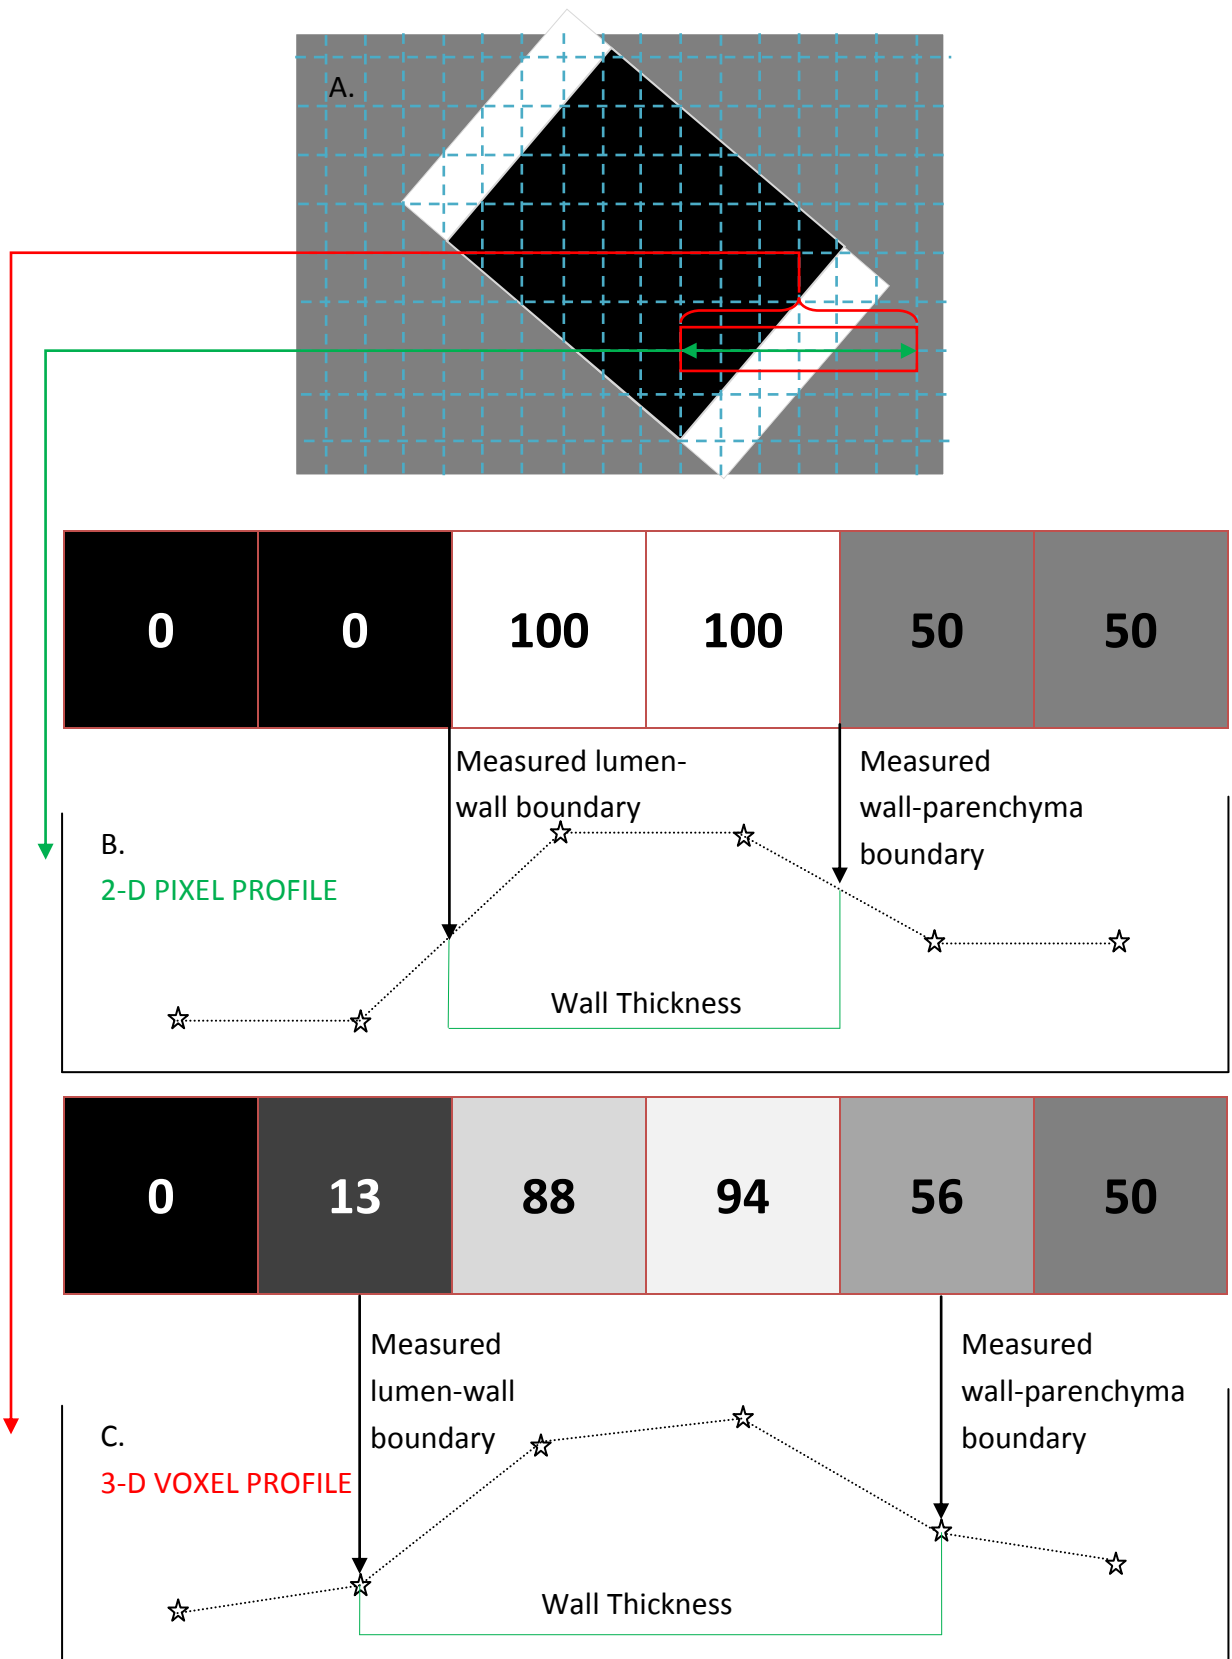 A.
0 0 100 100 50 50
Measured lumen-
wall boundary
Measured
wall-parenchyma
boundary
B.
2-D PIXEL PROFILE
Wall Thickness
0 13 88 94 56 50
Measured
lumen-wall
boundary
Measured
wall-parenchyma
boundary
C.
3-D VOXEL PROFILE
Wall Thickness